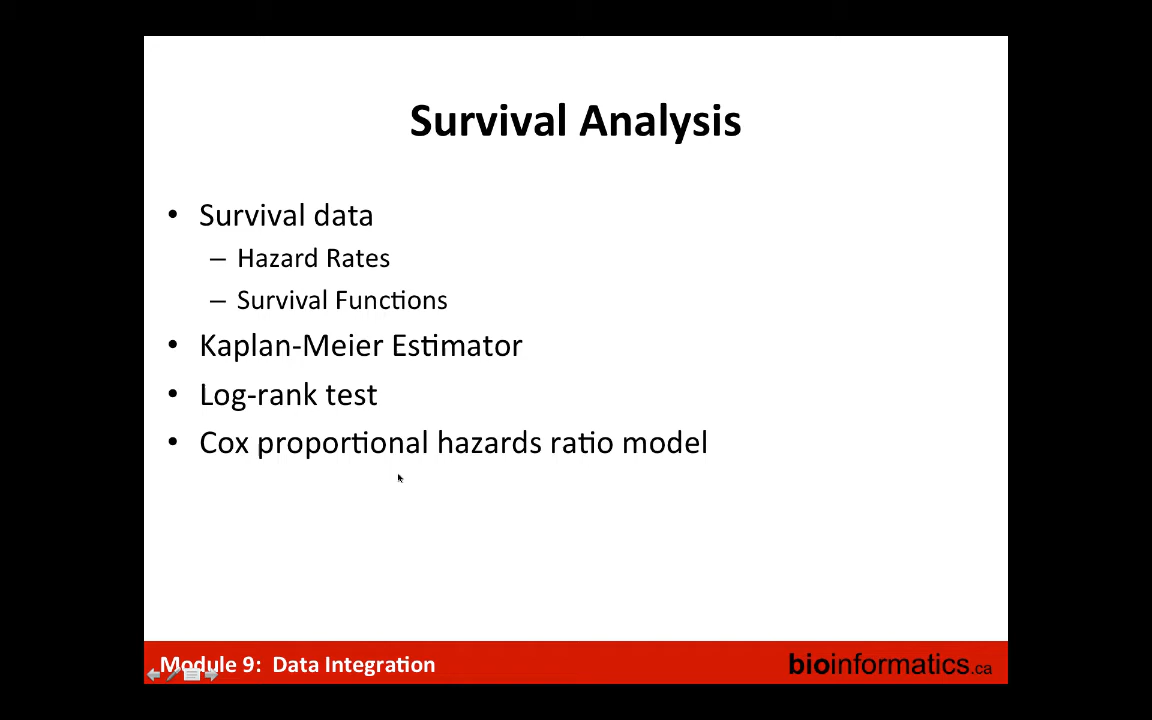 Survival Analysis
• Survival data
– Hazard Rates
– Survival Functions
• Kaplan-Meier Estimator
• Log-rank test
• Cox proportional hazards ratio model
Module 9: Data Integration
bioinformatics.ca